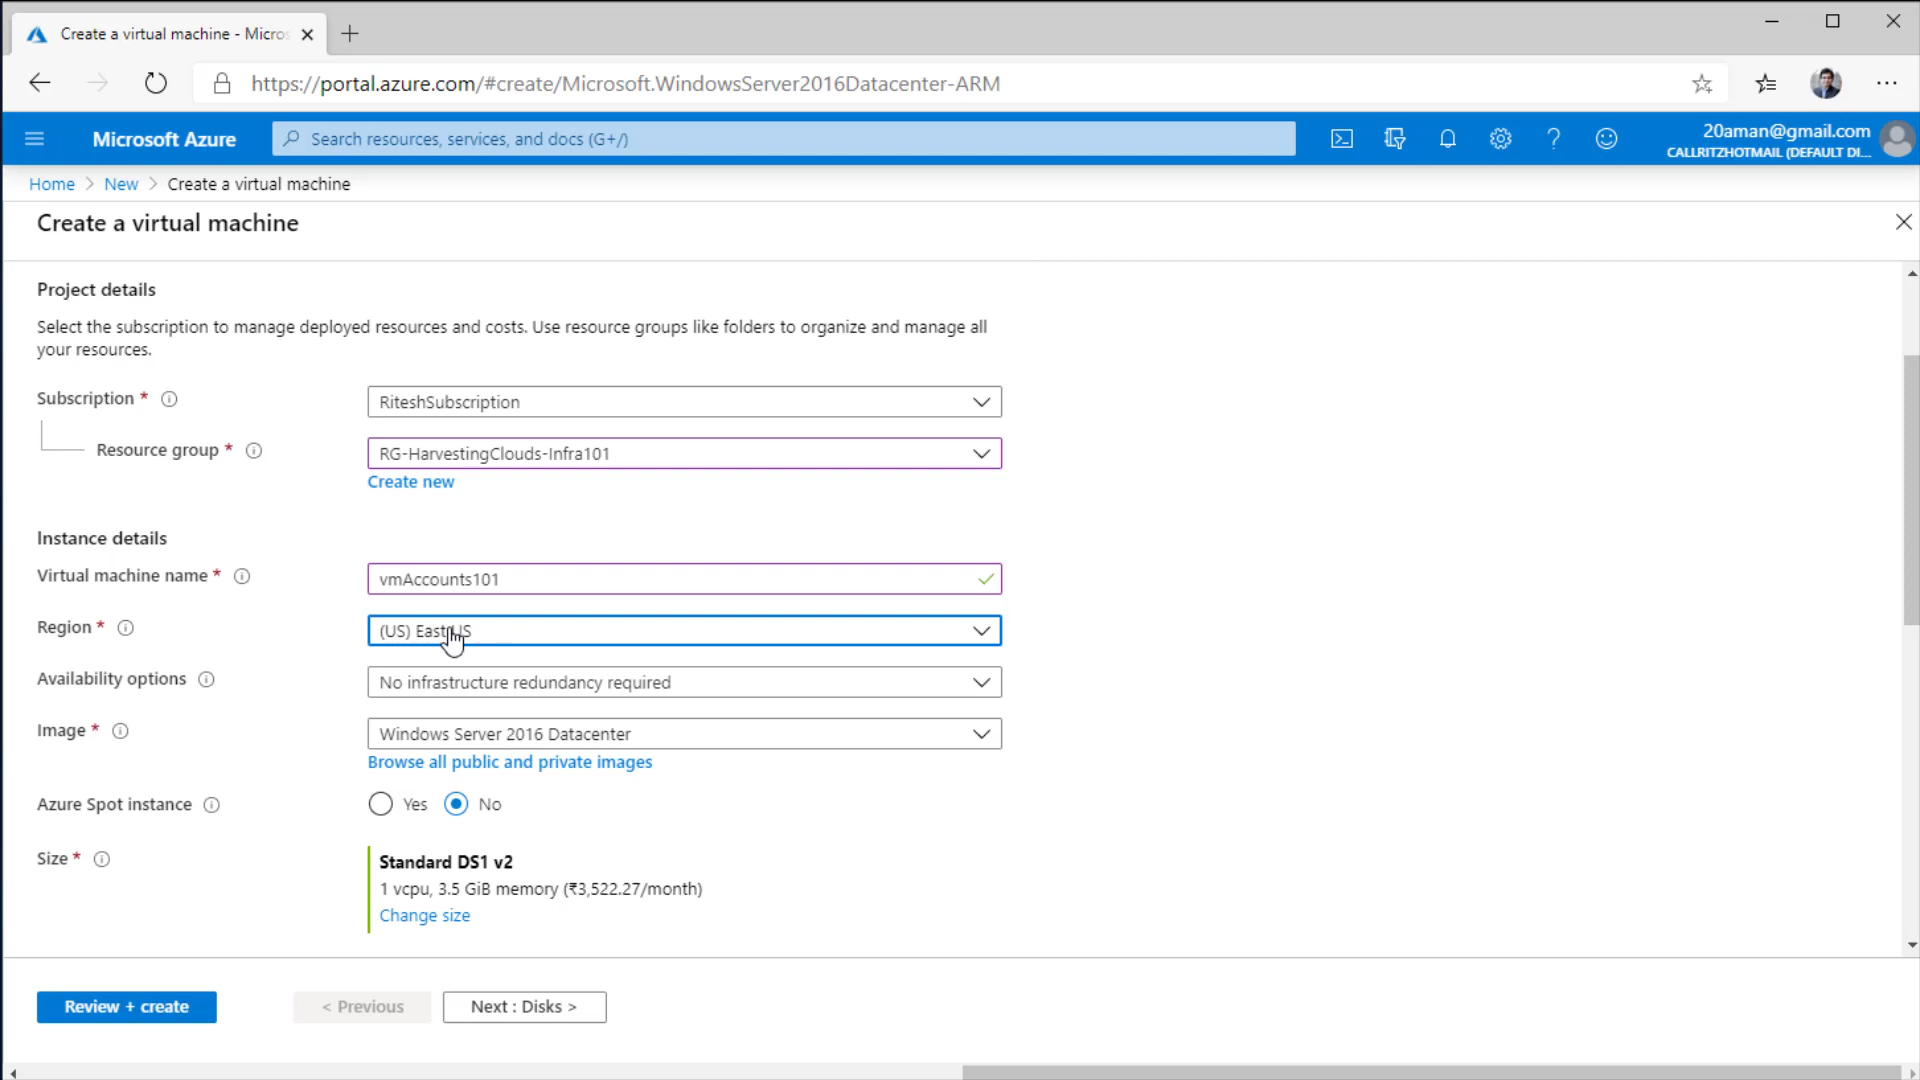 Create a virtual machine - Micros
https://portal.azure.com/#create/Microsoft.WindowsServer2016Datacenter-ARM
Microsoft Azure
Search resources, services, and docs (G+/)
20aman@gmail.com
CALLRITZHOTMAIL (DEFAULT DI...
Home > New > Create a virtual machine
Create a virtual machine
Project details
Select the subscription to manage deployed resources and costs. Use resource groups like folders to organize and manage all
your resources.
Subscription *
RiteshSubscription
Resource group *
RG-HarvestingClouds-Infra101
Create new
Instance details
Virtual machine name *
vmAccounts101
Region *
(US) East US
Availability options
No infrastructure redundancy required
Image *
Windows Server 2016 Datacenter
Browse all public and private images
Azure Spot instance
Yes No
Size *
Standard DS1 v2
1 vcpu, 3.5 GiB memory (₹3,522.27/month)
Change size
Review + create
< Previous
Next : Disks >